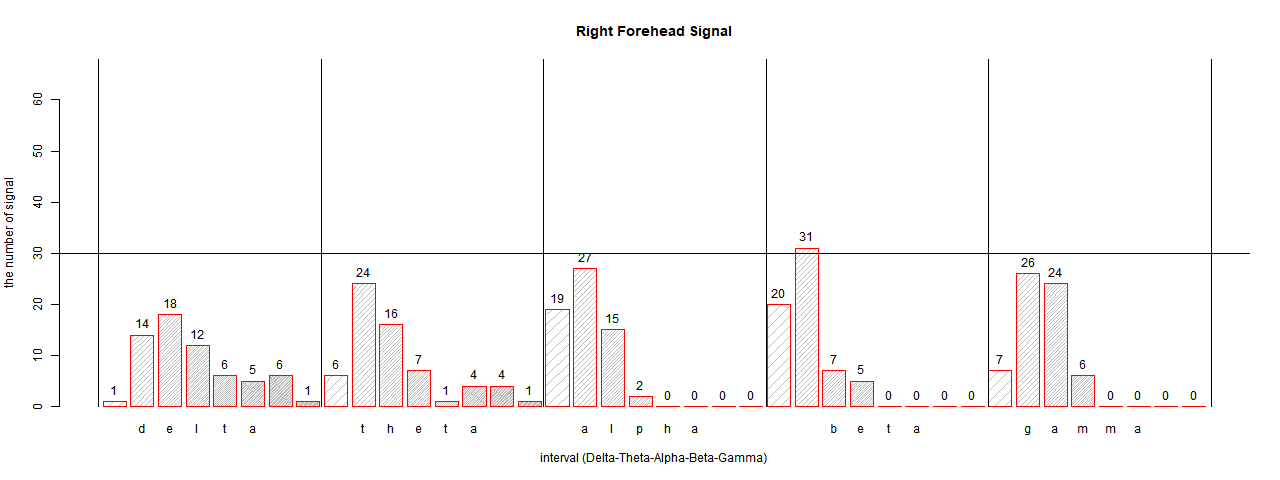 Right Forehead Signal
the number of signal
60
50
40
30
20
10
0
1 14 18 12 6 5 6 1 6 24 16 7 1 4 4 1 19 27 15 2 0 0 0 0 20 31 7 5 0 0 0 0 7 26 24 6 0 0 0 0
d e l t a t h e t a a l p h a b e t a g a m m a
interval (Delta-Theta-Alpha-Beta-Gamma)